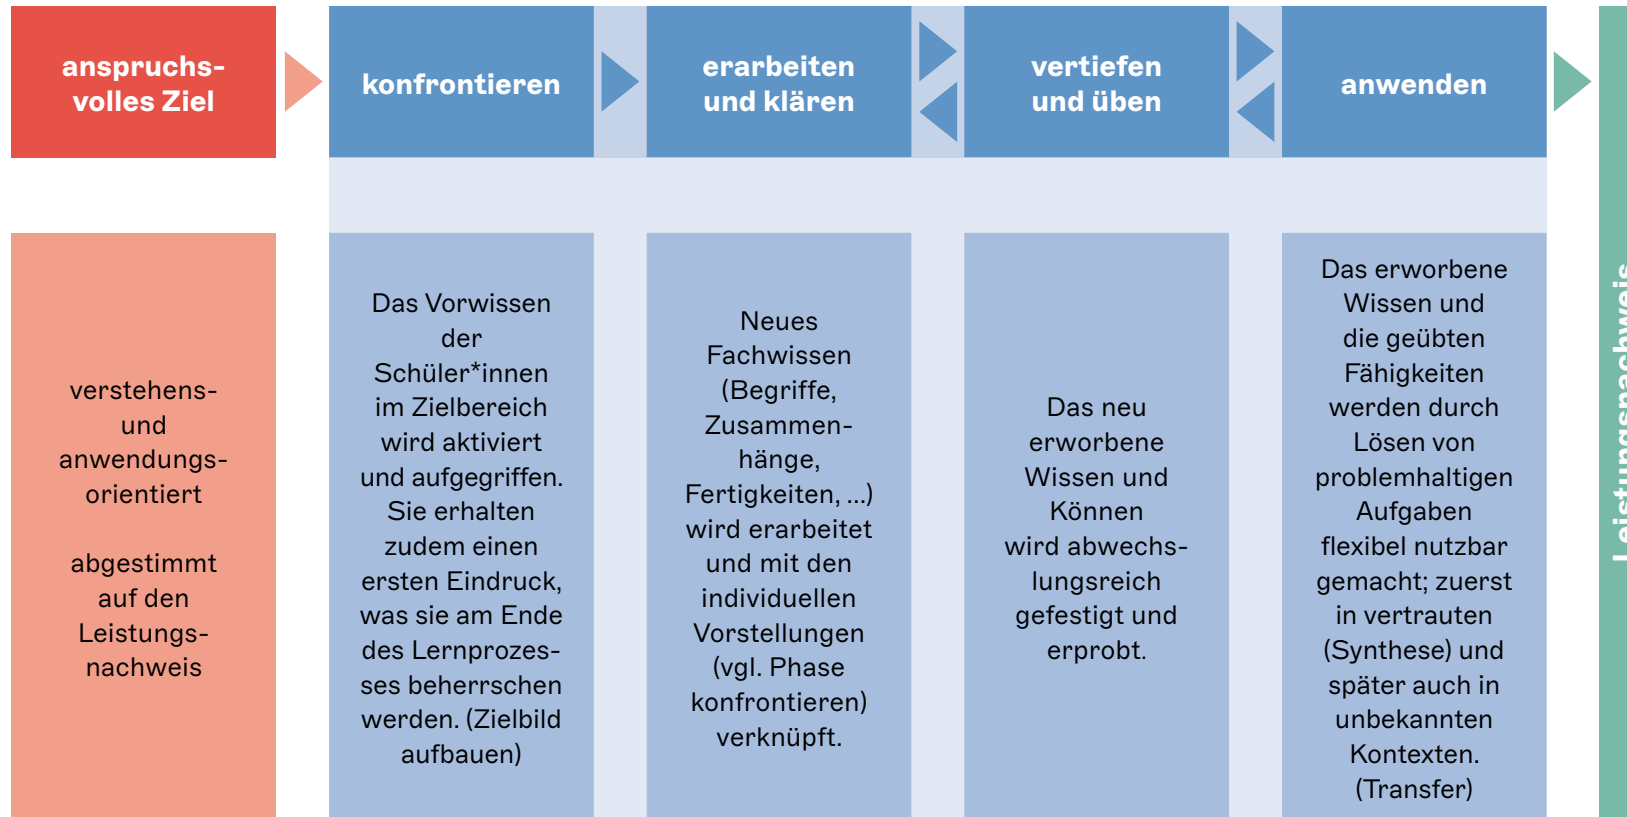 anspruchs-
volles Ziel
konfrontieren
erarbeiten
und klären
vertiefen
und üben
anwenden
verstehens-
und
anwendungs-
orientiert
abgestimmt
auf den
Leistungs-
nachweis
Das Vorwissen
der
Schüler*innen
im Zielbereich
wird aktiviert
und aufgegriffen.
Sie erhalten
zudem einen
ersten Eindruck,
was sie am Ende
des Lernprozes-
ses beherrschen
werden. (Zielbild
aufbauen)
Neues
Fachwissen
(Begriffe,
Zusammen-
hänge,
Fertigkeiten, ...)
wird erarbeitet
und mit den
individuellen
Vorstellungen
(vgl. Phase
konfrontieren)
verknüpft.
Das neu
erworbene
Wissen und
Können
wird abwechs-
lungsreich
gefestigt und
erprobt.
Das erworbene
Wissen und
die geübten
Fähigkeiten
werden durch
Lösen von
problemhaltigen
Aufgaben
flexibel nutzbar
gemacht; zuerst
in vertrauten
(Synthese) und
später auch in
unbekannten
Kontexten.
(Transfer)
Leistungsnachweis